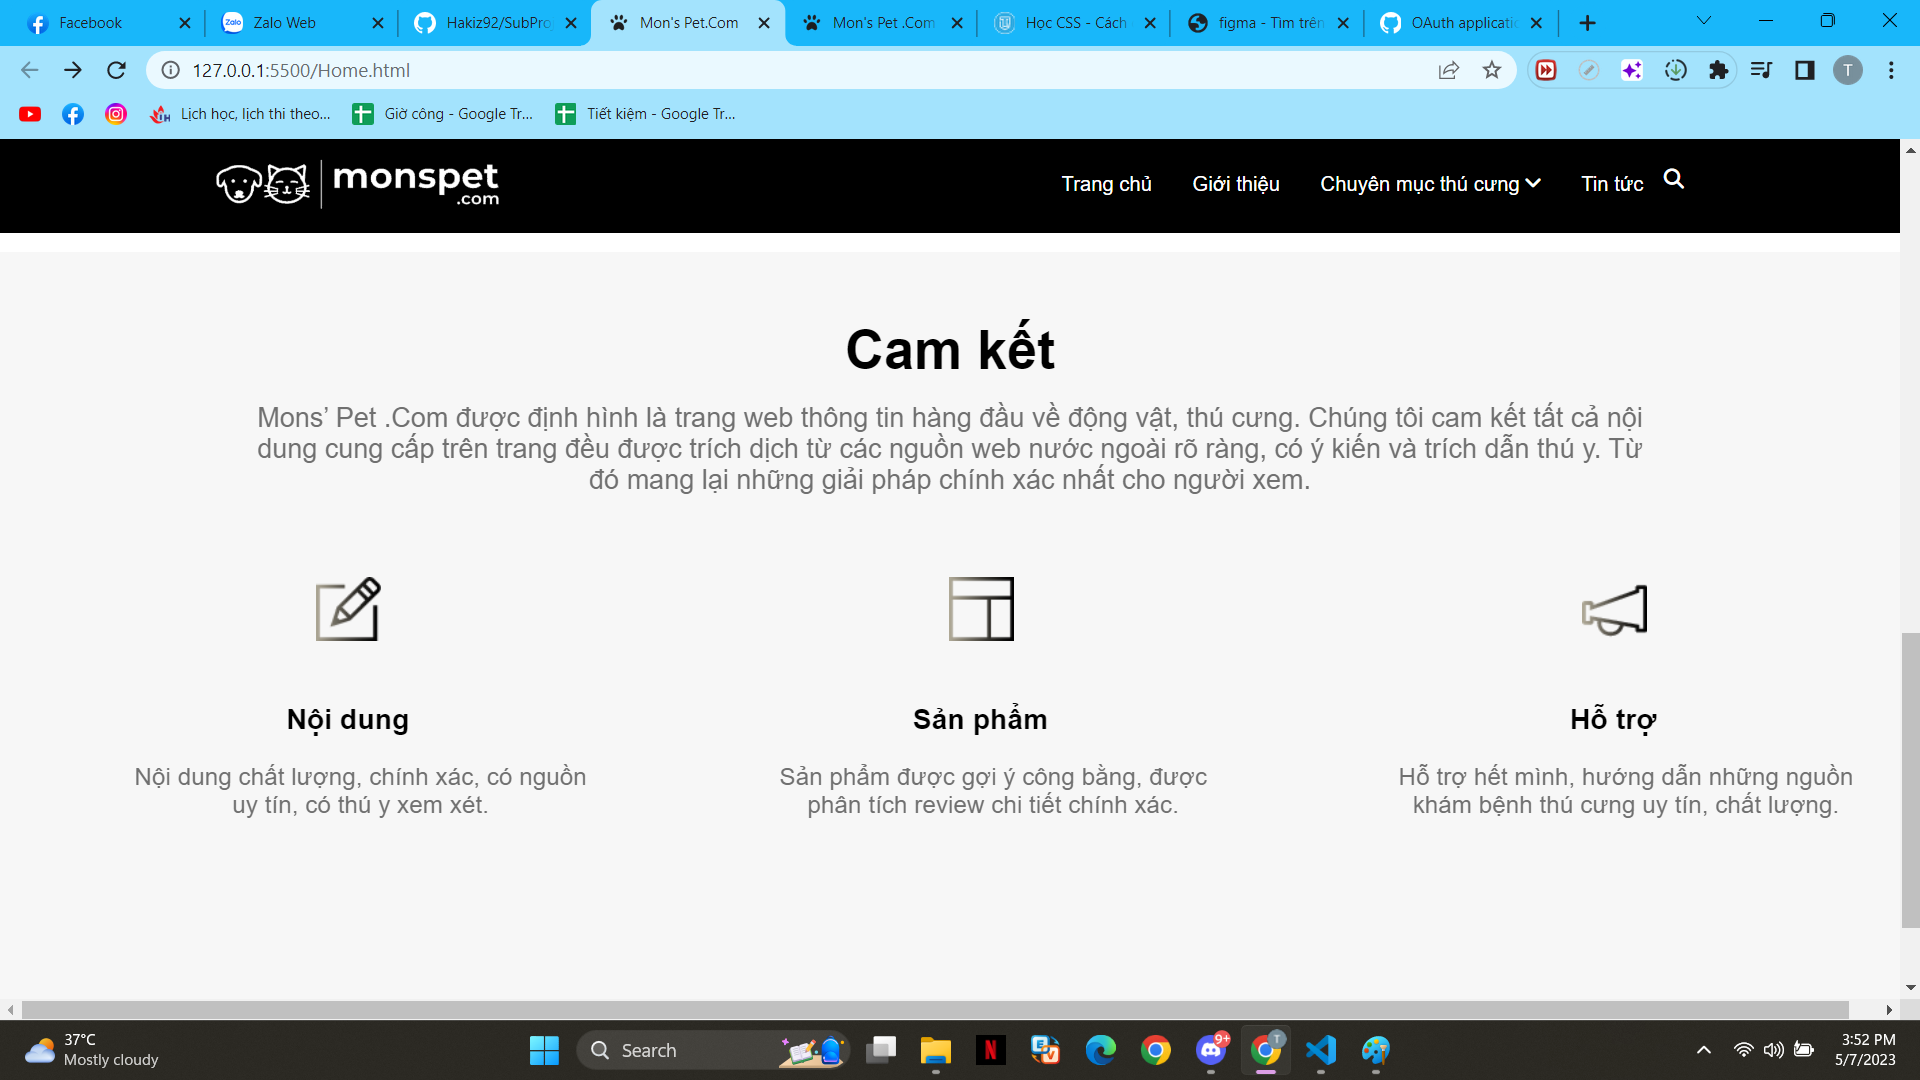 Facebook
Zalo Web
Hakiz92/SubPro
Mon's Pet.Com
Mon's Pet .Com
Học CSS - Cách
figma - Tìm trên
OAuth applicatio
127.0.0.1:5500/Home.html
T
Lịch học, lịch thi theo...
Giờ công - Google Tr...
Tiết kiệm - Google Tr...
monspet
.com
Trang chủ
Giới thiệu
Chuyên mục thú cưng
Tin tức
Cam kết
Mons’ Pet .Com được định hình là trang web thông tin hàng đầu về động vật, thú cưng. Chúng tôi cam kết tất cả nội
dung cung cấp trên trang đều được trích dịch từ các nguồn web nước ngoài rõ ràng, có ý kiến và trích dẫn thú y. Từ
đó mang lại những giải pháp chính xác nhất cho người xem.
Nội dung
Nội dung chất lượng, chính xác, có nguồn
uy tín, có thú y xem xét.
Sản phẩm
Sản phẩm được gợi ý công bằng, được
phân tích review chi tiết chính xác.
Hỗ trợ
Hỗ trợ hết mình, hướng dẫn những nguồn
khám bệnh thú cưng uy tín, chất lượng.
37°C
Mostly cloudy
Search
9+
T
3:52 PM
5/7/2023